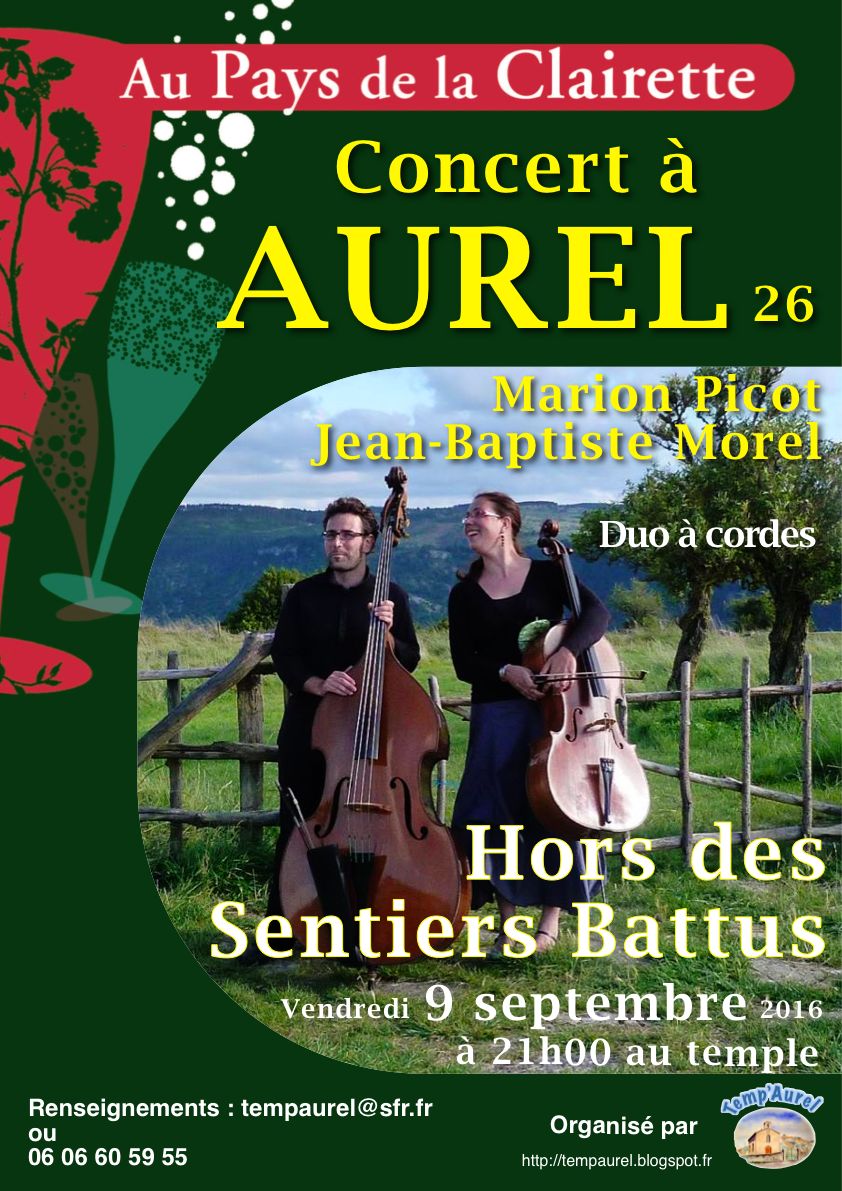 Au Pays de la Clairette
Concert à
AUREL 26
Marion Picot
Jean-Baptiste Morel
Duo à cordes
Hors des
Sentiers Battus
Vendredi 9 septembre 2016
à 21h00 au temple
Renseignements : tempaurel@sfr.fr
ou
06 06 60 59 55
Organisé par
http://tempaurel.blogspot.fr
Temp'Aurel